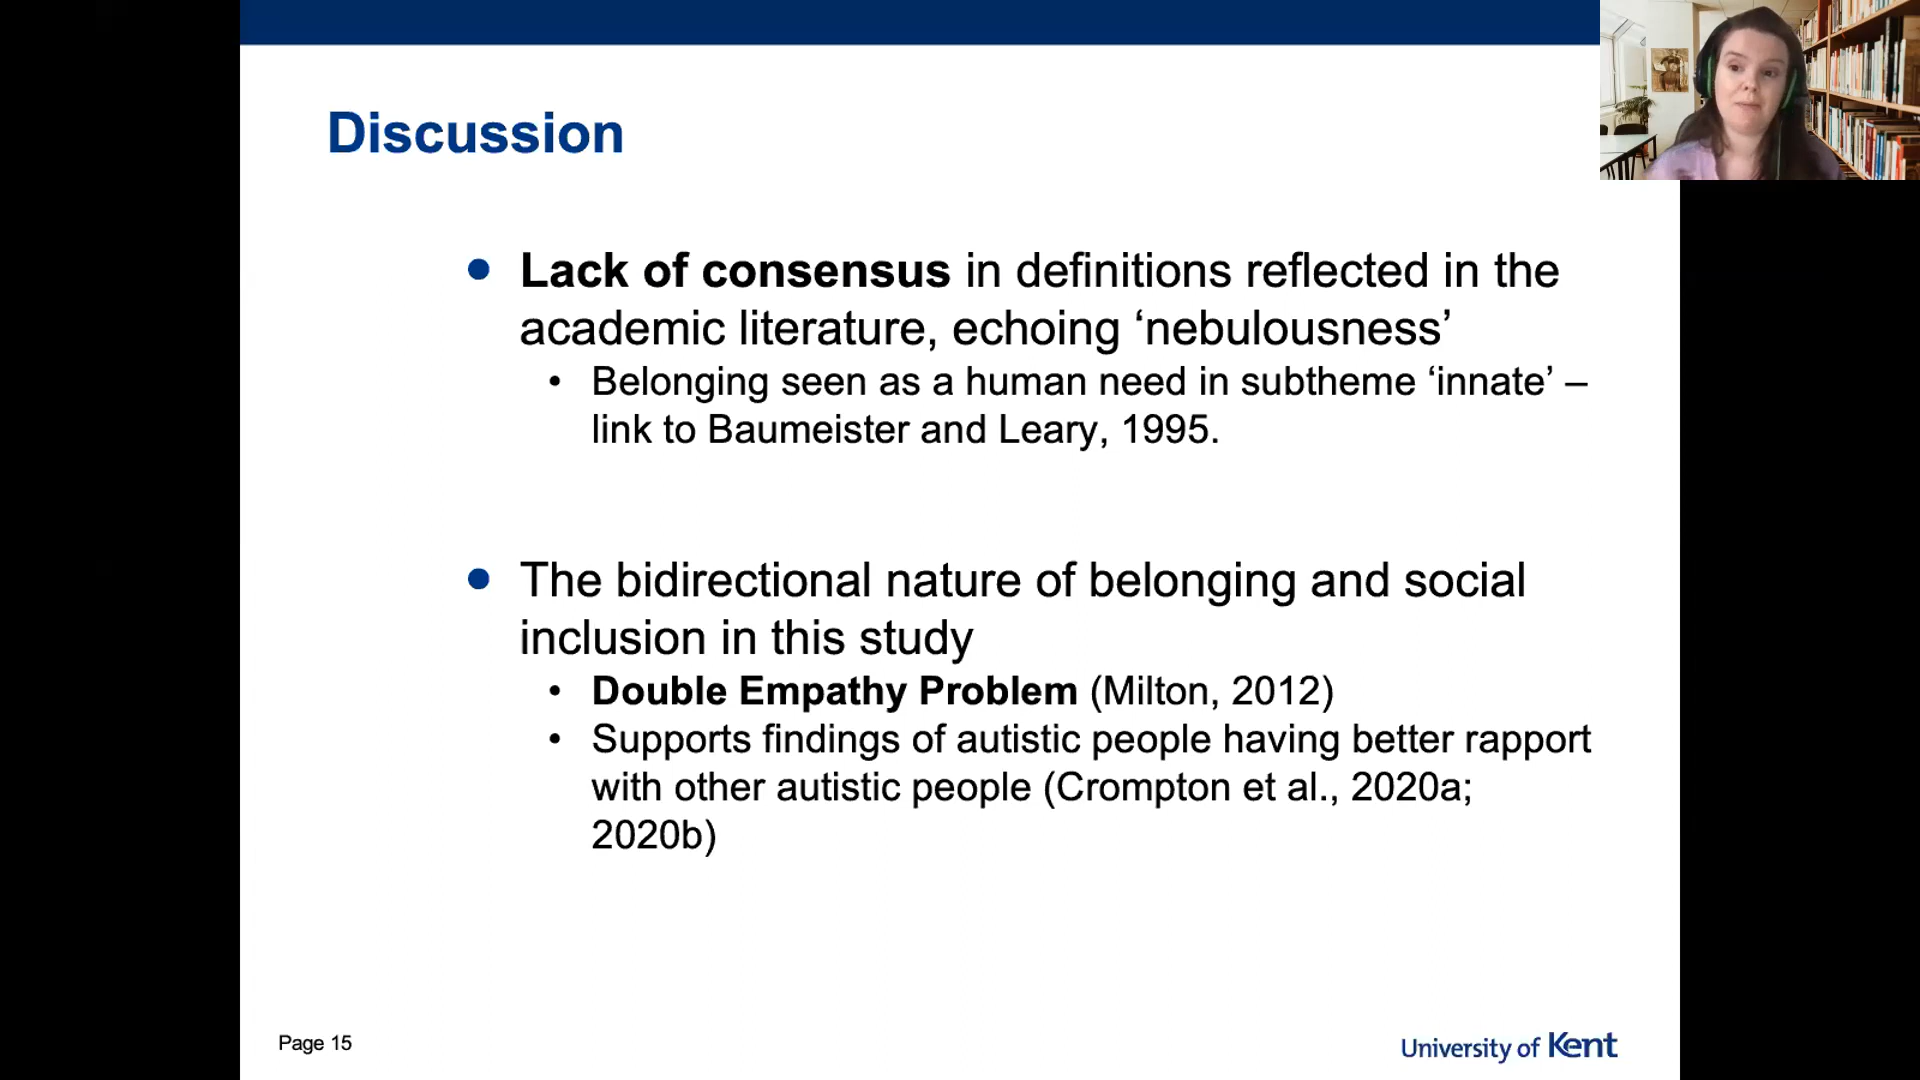 Discussion
● Lack of consensus in definitions reflected in the
academic literature, echoing ‘nebulousness’
• Belonging seen as a human need in subtheme ‘innate’ –
link to Baumeister and Leary, 1995.
● The bidirectional nature of belonging and social
inclusion in this study
• Double Empathy Problem (Milton, 2012)
• Supports findings of autistic people having better rapport
with other autistic people (Crompton et al., 2020a;
2020b)
Page 15
University of Kent